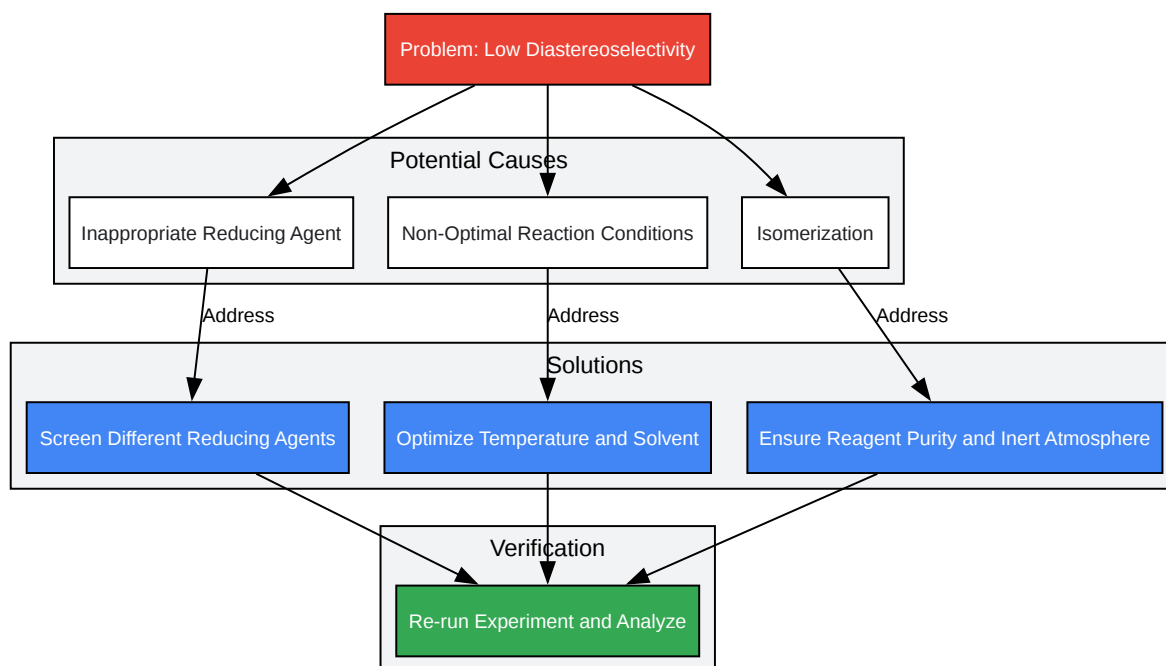 Problem: Low Diastereoselectivity
Potential Causes
Inappropriate Reducing Agent
Non-Optimal Reaction Conditions
Isomerization
Address
Address
Address
Solutions
Screen Different Reducing Agents
Optimize Temperature and Solvent
Ensure Reagent Purity and Inert Atmosphere
Verification
Re-run Experiment and Analyze